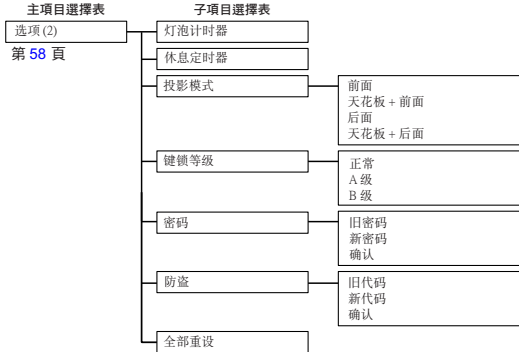 主項目選擇表
子項目選擇表
选项 (2)
第 58 頁
灯泡计时器
休息定时器
投影模式
前面
天花板 + 前面
后面
天花板 + 后面
键锁等级
正常
A 级
B 级
密码
旧密码
新密码
确认
防盗
旧代码
新代码
确认
全部重设